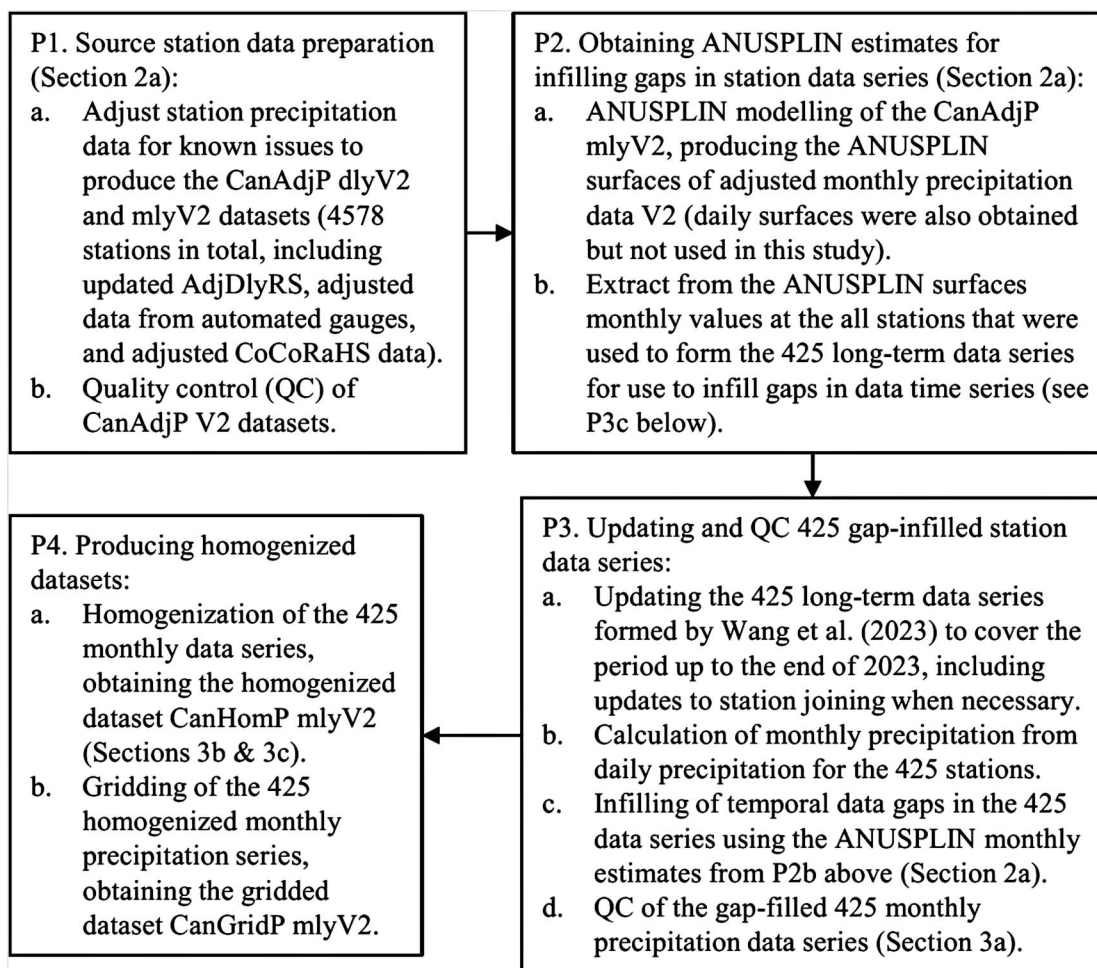 P1. Source station data preparation
(Section 2a):
a. Adjust station precipitation
data for known issues to
produce the CanAdjP dlyV2
and mlyV2 datasets (4578
stations in total, including
updated AdjDlyRS, adjusted
data from automated gauges,
and adjusted CoCoRaHS data).
b. Quality control (QC) of
CanAdjP V2 datasets.
P2. Obtaining ANUSPLIN estimates for
infilling gaps in station data series (Section 2a):
a. ANUSPLIN modelling of the CanAdjP
mlyV2, producing the ANUSPLIN
surfaces of adjusted monthly precipitation
data V2 (daily surfaces were also obtained
but not used in this study).
b. Extract from the ANUSPLIN surfaces
monthly values at the all stations that were
used to form the 425 long-term data series
for use to infill gaps in data time series (see
P3c below).
P3. Updating and QC 425 gap-infilled station
data series:
a. Updating the 425 long-term data series
formed by Wang et al. (2023) to cover the
period up to the end of 2023, including
updates to station joining when necessary.
b. Calculation of monthly precipitation from
daily precipitation for the 425 stations.
c. Infilling of temporal data gaps in the 425
data series using the ANUSPLIN monthly
estimates from P2b above (Section 2a).
d. QC of the gap-filled 425 monthly
precipitation data series (Section 3a).
P4. Producing homogenized
datasets:
a. Homogenization of the 425
monthly data series,
obtaining the homogenized
dataset CanHomP mlyV2
(Sections 3b & 3c).
b. Gridding of the 425
homogenized monthly
precipitation series,
obtaining the gridded
dataset CanGridP mlyV2.